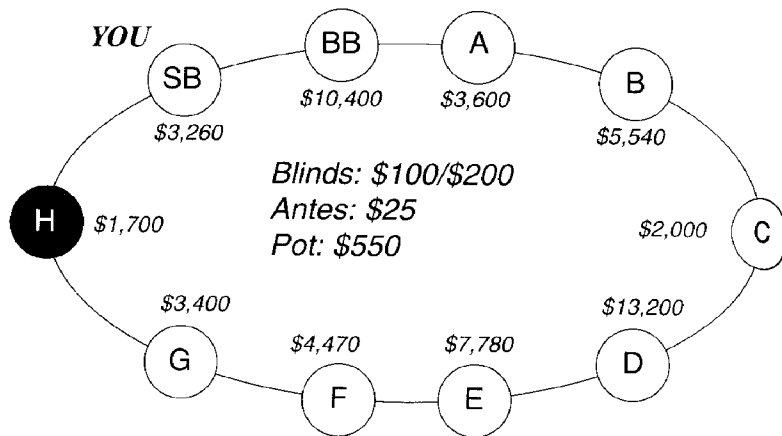 YOU
SB
$3,260
BB
$10,400
A
$3,600
B
$5,540
C
$2,000
D
$13,200
E
$7,780
F
$4,470
G
$3,400
H
$1,700
Blinds: $100/$200
Antes: $25
Pot: $550